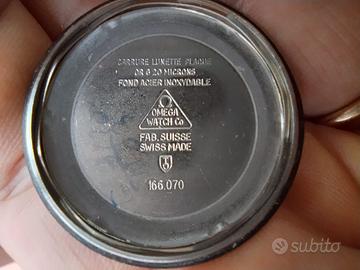 CARRURE LUNETTE PLAQUE
OR G 20 MICRONS
FOND ACIER INOXYDABLE
Ω
OMEGA
WATCH Co
FAB. SUISSE
SWISS MADE
166.070
subito